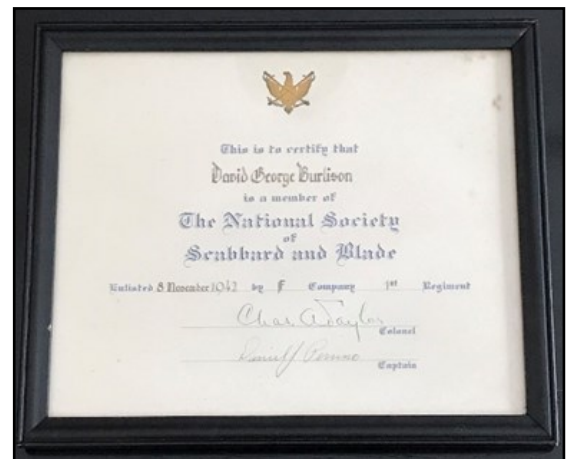 This is to certify that
David George Burlison
is a member of
The National Society
of
Scabbard and Blade
Enlisted 8 November 1942 by F Company 1st Regiment
Chas A Taylor
Colonel
Captain